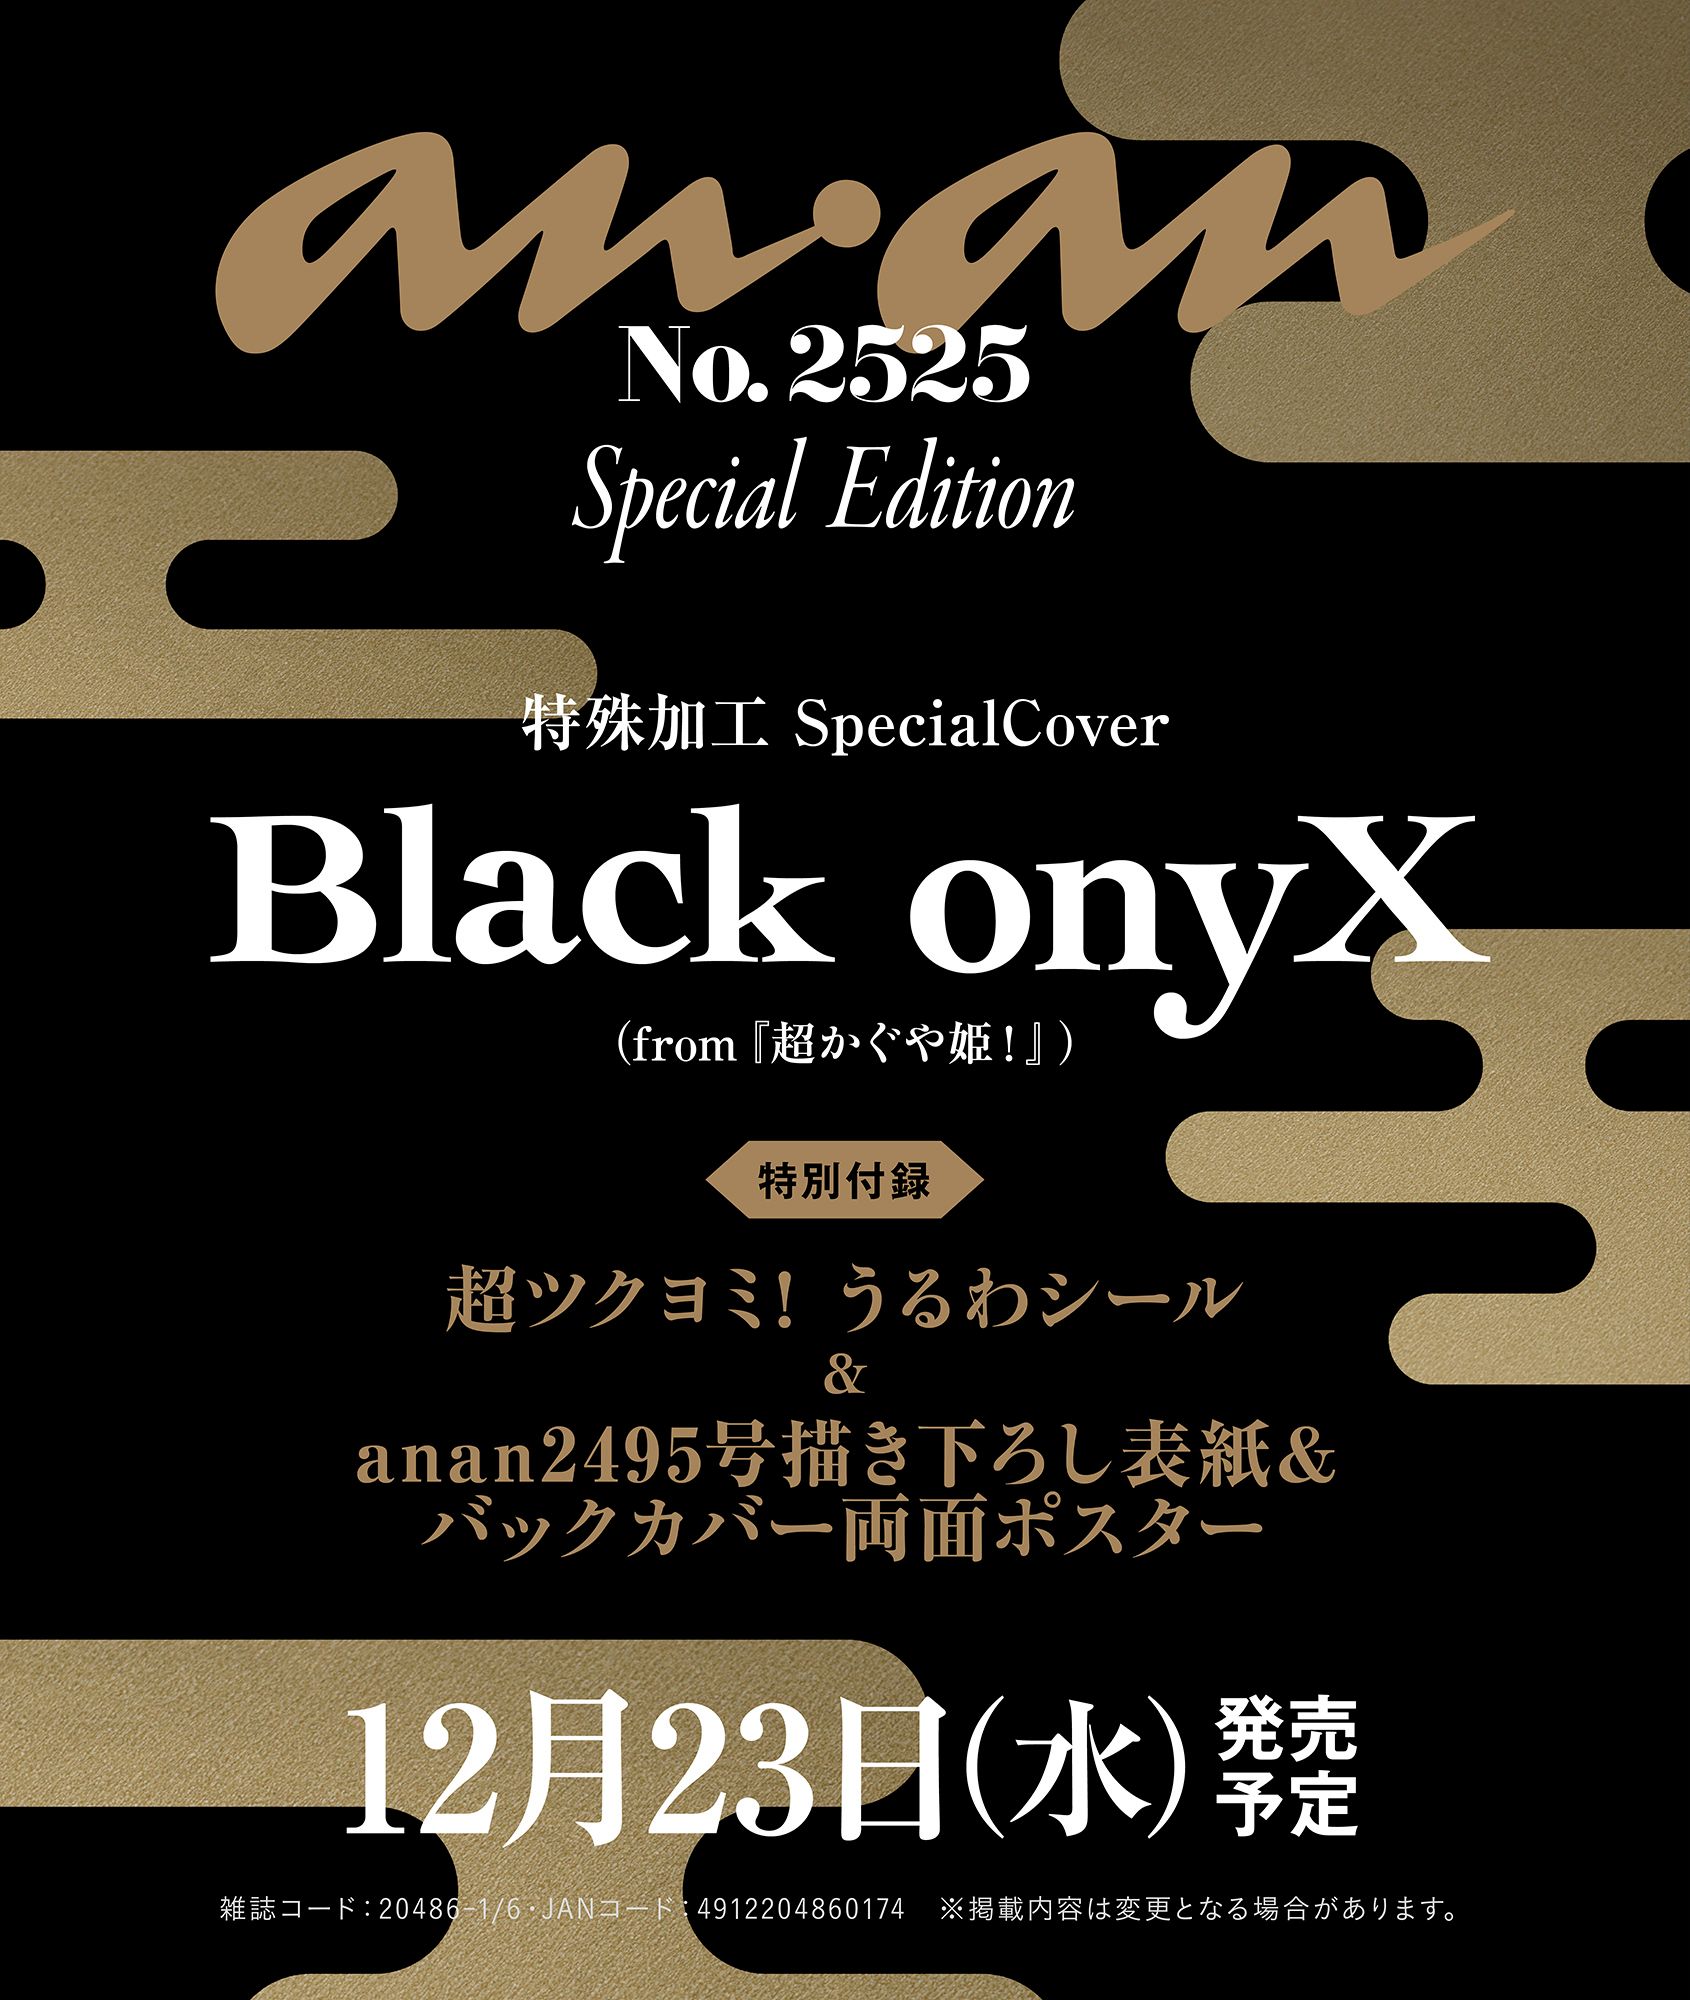 an·an
No.2525
Special Edition
特殊加工 SpecialCover
Black onyX
(from『超かぐや姫!』)
特別付録
超ツクヨミ! うるわシール
&
anan2495号描き下ろし表紙&
バックカバー両面ポスター
12月23日(水)発売予定
雑誌コード:20486-1/6・JANコード:4912204860174 ※掲載内容は変更となる場合があります。